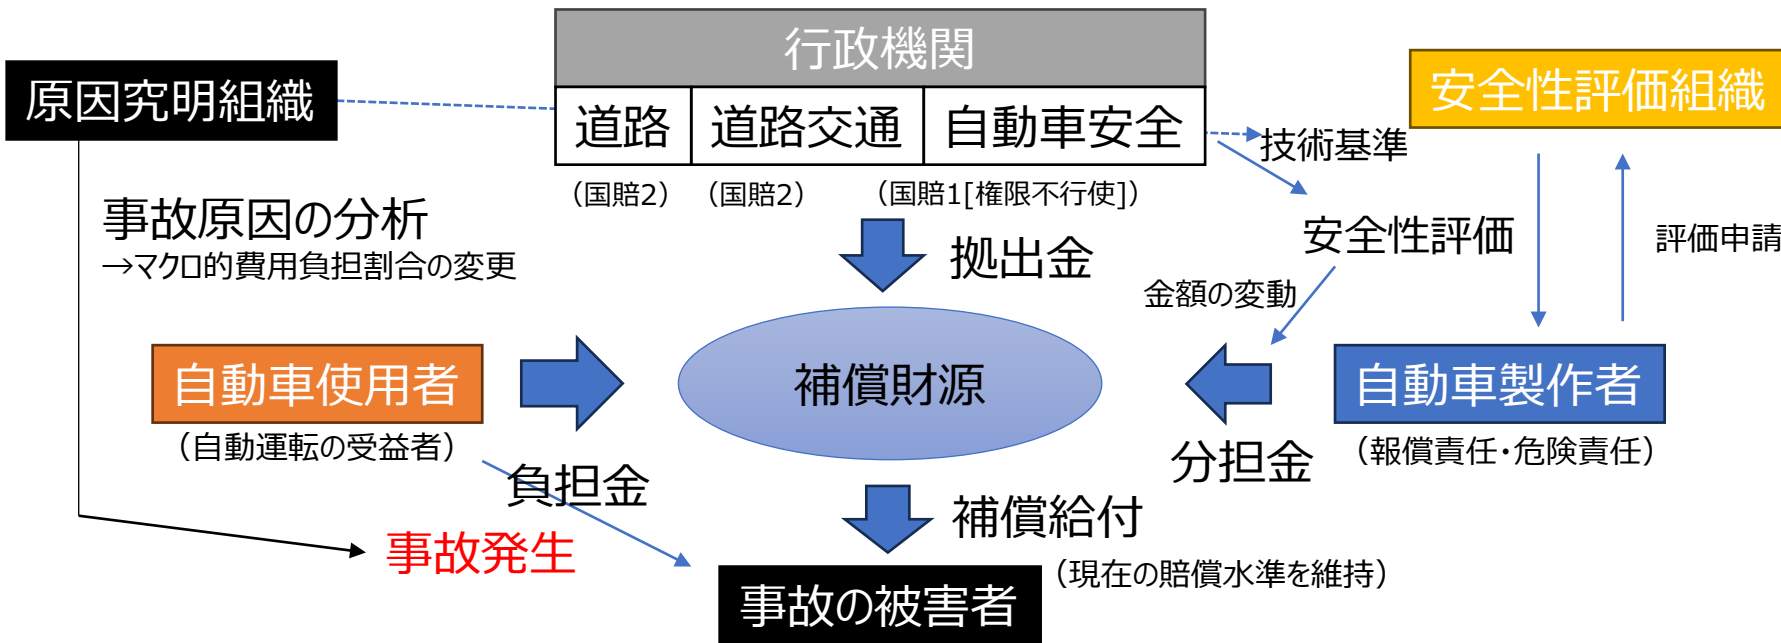 行政機関
原因究明組織
安全性評価組織
道路
道路交通
自動車安全
技術基準
（国賠2）
（国賠2）
（国賠1[権限不行使]）
事故原因の分析
→マクロ的費用負担割合の変更
拠出金
安全性評価
評価申請
金額の変動
自動車使用者
補償財源
自動車製作者
（自動運転の受益者）
（報償責任・危険責任）
負担金
分担金
補償給付
事故発生
（現在の賠償水準を維持）
事故の被害者